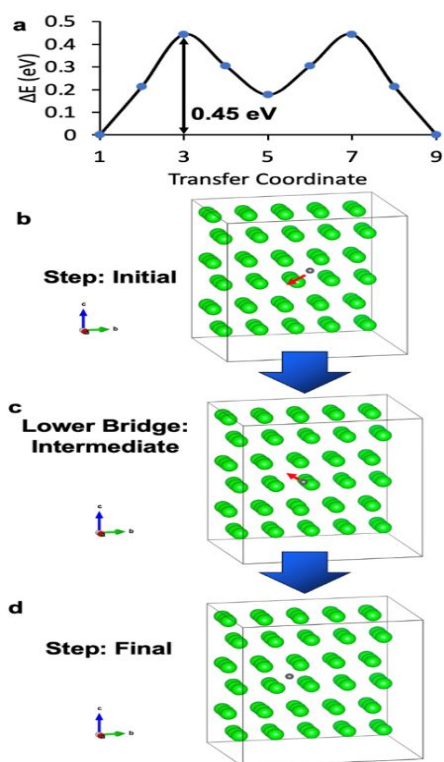 a
ΔE (eV)
0.5
0.4
0.3
0.2
0.1
0
0.45 eV
1 3 5 7 9
Transfer Coordinate
b
Step: Initial
c
b
a
c
Lower Bridge:
Intermediate
c
b
a
d
Step: Final
c
b
a